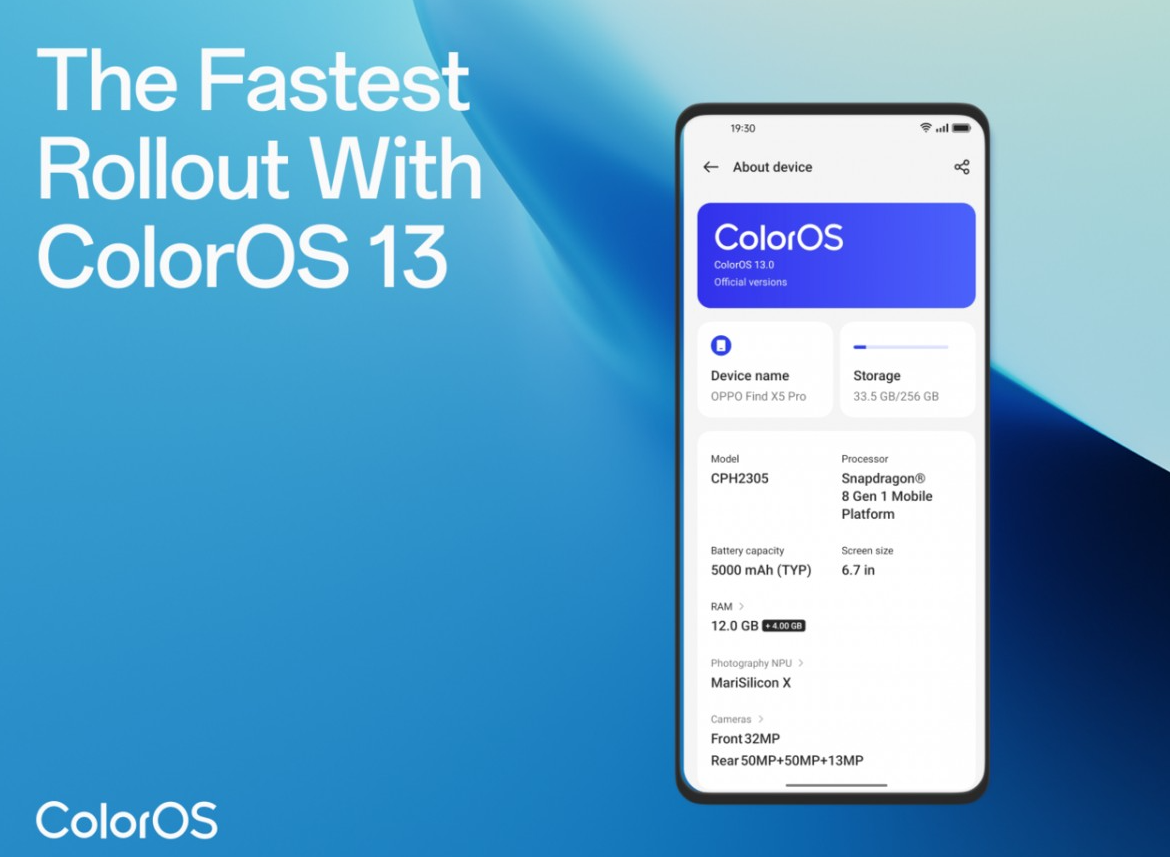 The Fastest
Rollout With
ColorOS 13
19:30
About device
ColorOS
ColorOS 13.0
Official versions
Device name
OPPO Find X5 Pro
Storage
33.5 GB/256 GB
Model
CPH2305
Processor
Snapdragon®
8 Gen 1 Mobile
Platform
Battery capacity
5000 mAh (TYP)
Screen size
6.7 in
RAM
12.0 GB + 4.00 GB
Photography NPU
MariSilicon X
Cameras
Front 32MP
Rear 50MP+50MP+13MP
ColorOS